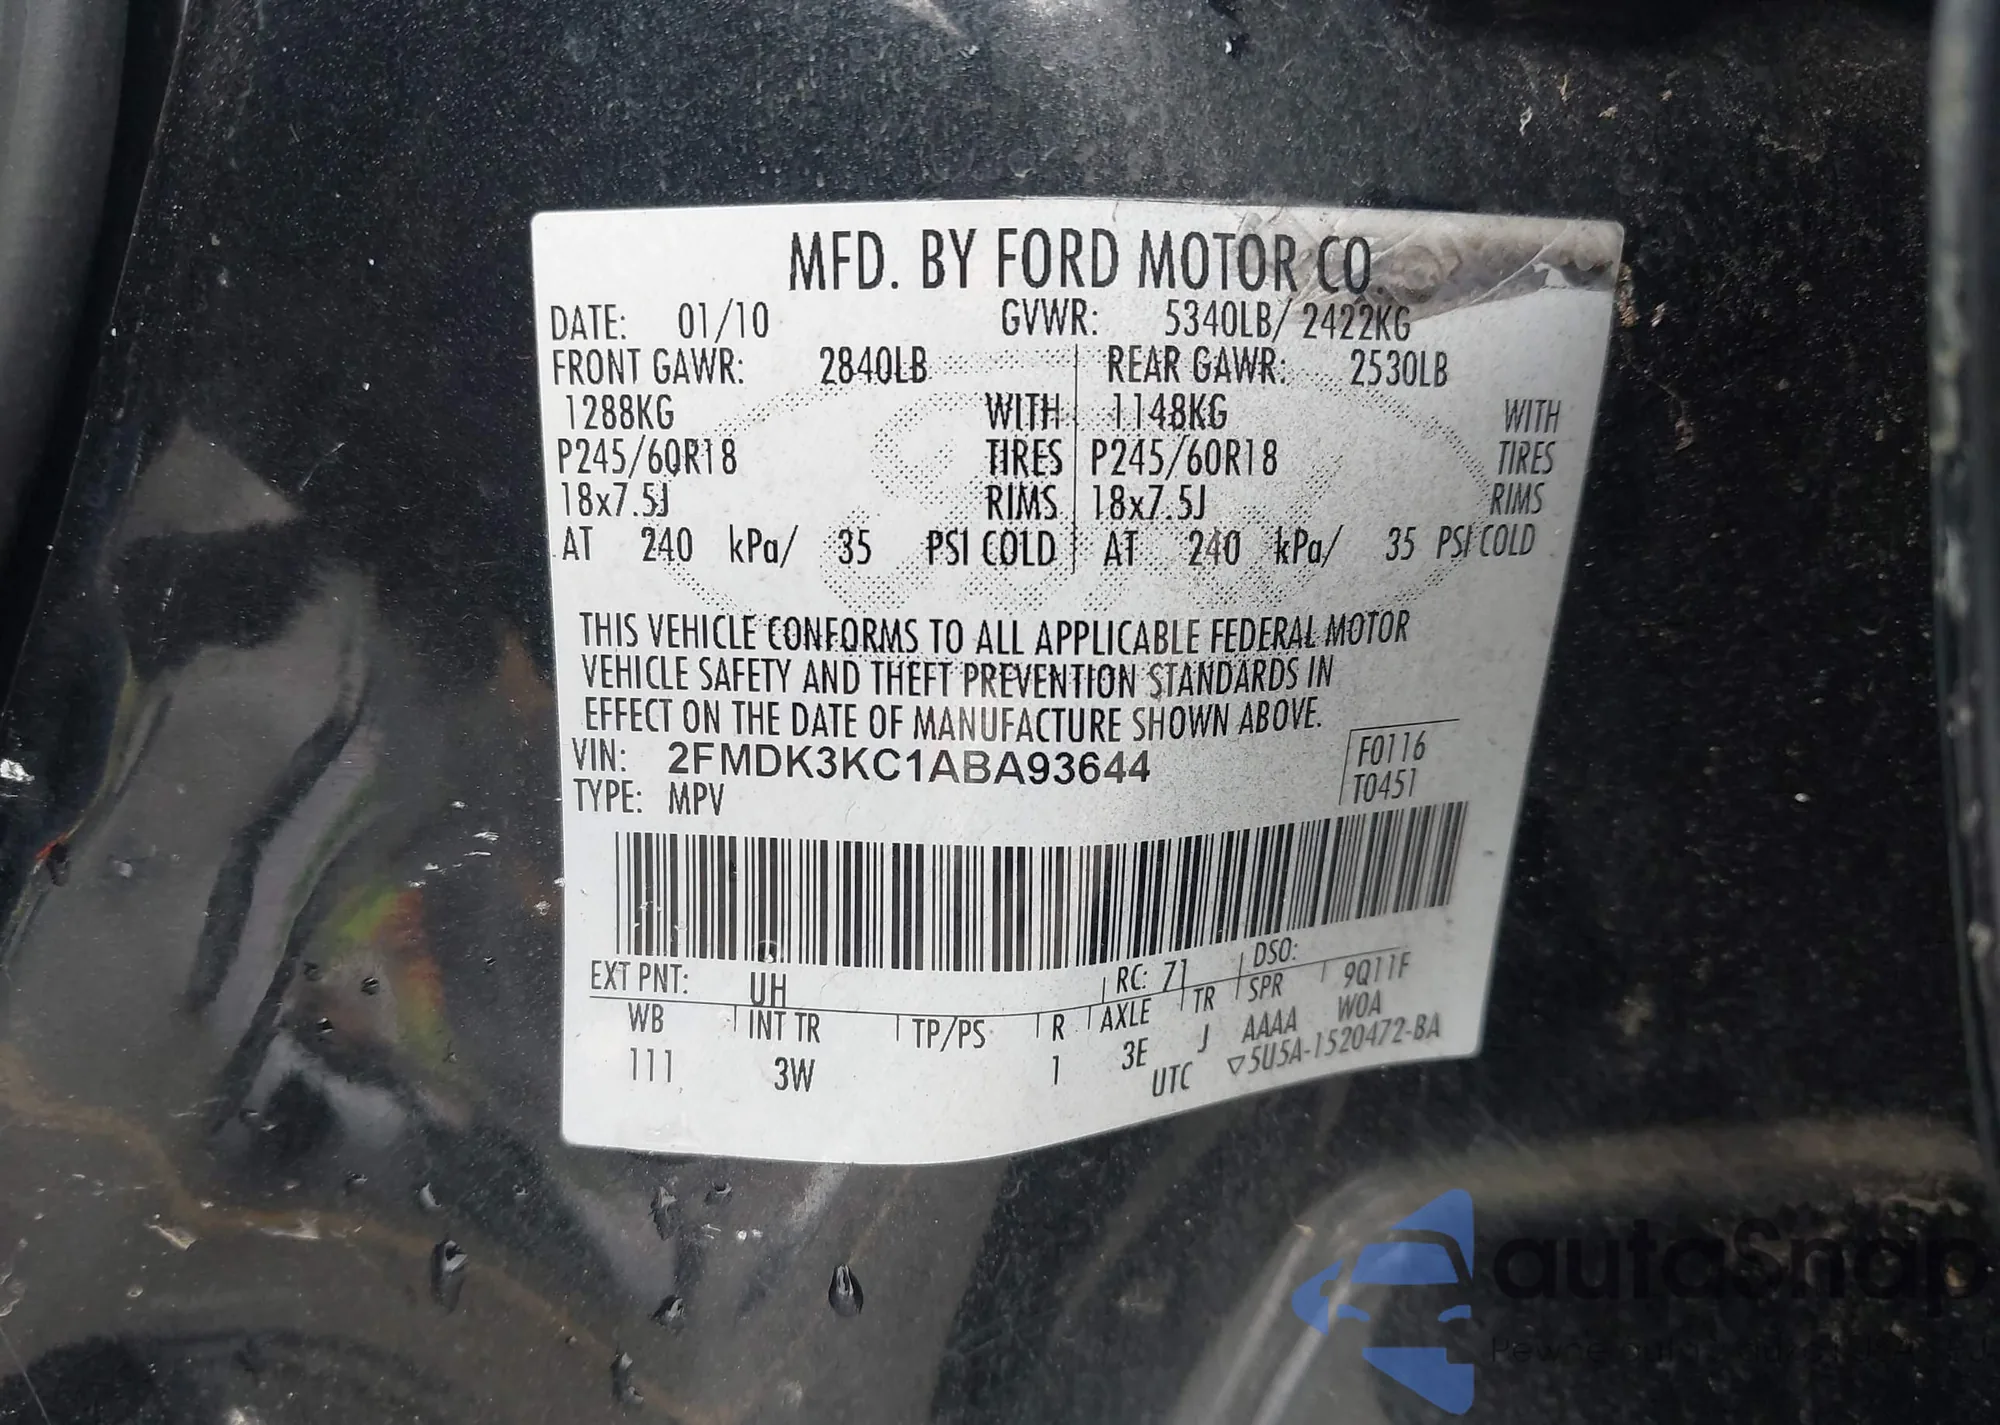 MFD. BY FORD MOTOR CO.
DATE: 01/10 GVWR: 5340LB/ 2422KG
FRONT GAWR: 2840LB REAR GAWR: 2530LB
1288KG WITH 1148KG WITH
P245/60R18 TIRES P245/60R18 TIRES
18x7.5J RIMS 18x7.5J RIMS
AT 240 kPa/ 35 PSI COLD AT 240 kPa/ 35 PSI COLD
THIS VEHICLE CONFORMS TO ALL APPLICABLE FEDERAL MOTOR
VEHICLE SAFETY AND THEFT PREVENTION STANDARDS IN
EFFECT ON THE DATE OF MANUFACTURE SHOWN ABOVE.
VIN: 2FMDK3KC1ABA93644 F0116
TYPE: MPV T0451
EXT PNT: UH RC: 71 DSO:
WB INT TR TP/PS R AXLE TR SPR 9Q11F
111 3W 1 3E J AAAA WOA
UTC ▽5U5A-1520472-BA
autoSnap